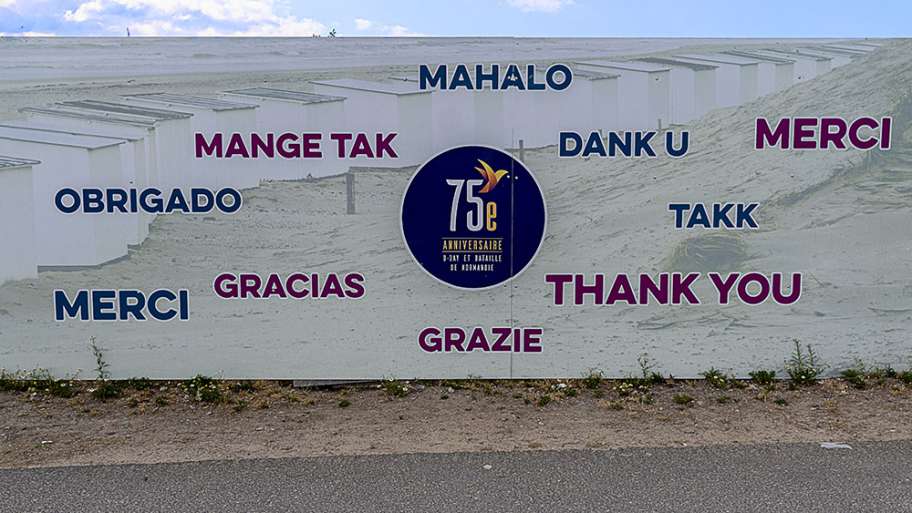 MAHALO
MANGE TAK
DANK U
MERCI
OBRIGADO
TAKK
75e
ANNIVERSAIRE
D-DAY ET BATAILLE
DE NORMANDIE
MERCI
GRACIAS
THANK YOU
GRAZIE